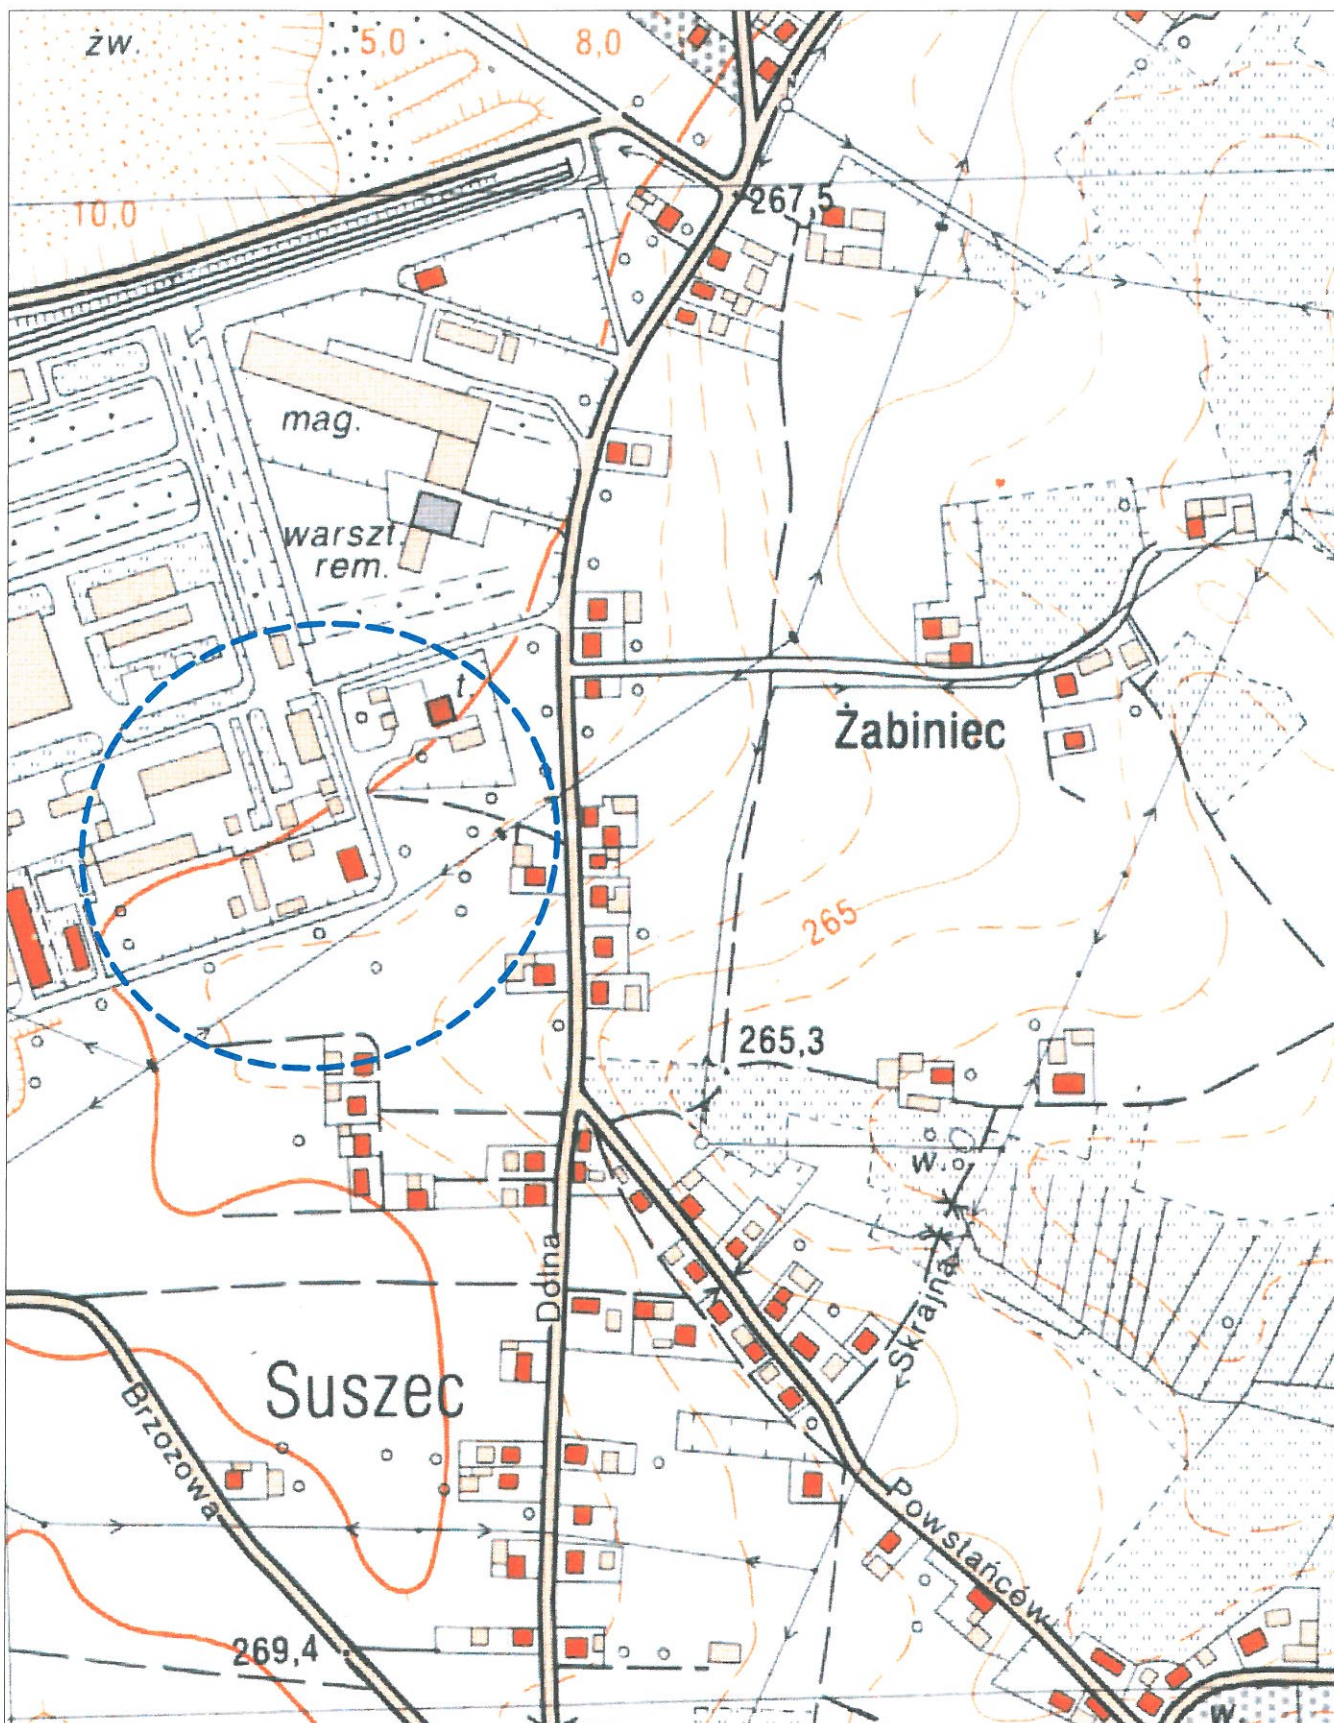 żw.
5,0
8,0
10,0
267,5
mag.
warszt.
rem.
t.
Żabiniec
265
265,3
w.
Skrajna
Dolna
Suszec
Brzozowa
Powstańców
269,4
w.